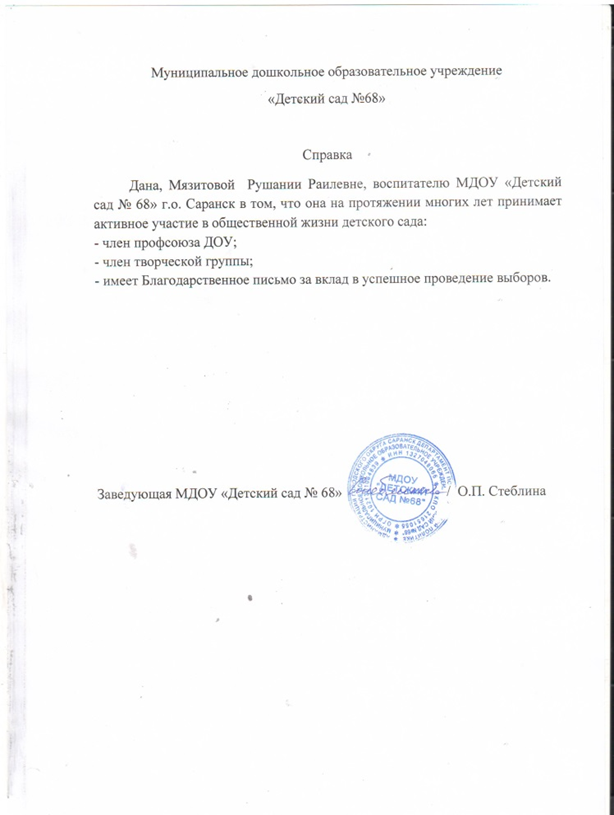 Муниципальное дошкольное образовательное учреждение
«Детский сад №68»
Справка
Дана, Мязитовой Рушании Раилевне, воспитателю МДОУ «Детский
сад № 68» г.о. Саранск в том, что она на протяжении многих лет принимает
активное участие в общественной жизни детского сада:
- член профсоюза ДОУ;
- член творческой группы;
- имеет Благодарственное письмо за вклад в успешное проведение выборов.
Заведующая МДОУ «Детский сад № 68» / О.П. Стеблина
МДОУ
"ДЕТСКИЙ
САД №68"